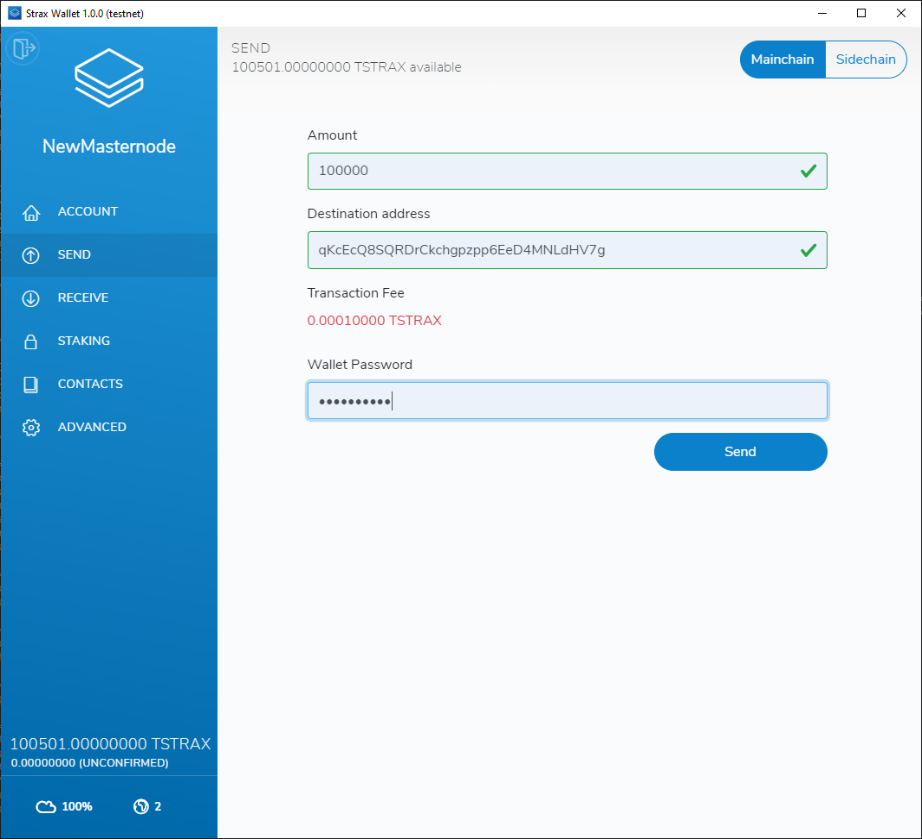 Strax Wallet 1.0.0 (testnet)
SEND
100501.00000000 TSTRAX available
Mainchain
Sidechain
NewMasternode
ACCOUNT
SEND
RECEIVE
STAKING
CONTACTS
ADVANCED
Amount
100000
Destination address
qKcEcQ8SQRDrCkchgpzpp6EeD4MNLdHV7g
Transaction Fee
0.00010000 TSTRAX
Wallet Password
••••••••••
Send
100501.00000000 TSTRAX
0.00000000 (UNCONFIRMED)
100%
2